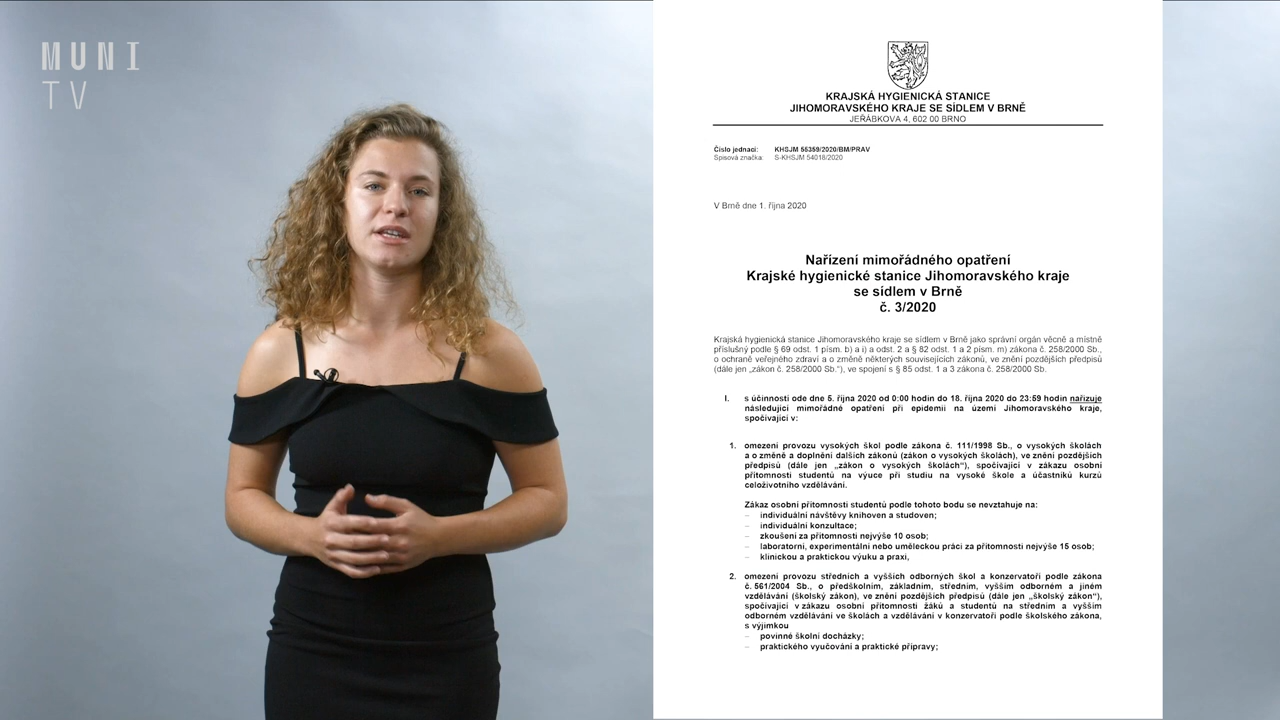 MUNI
TV
KRAJSKÁ HYGIENICKÁ STANICE
JIHOMORAVSKÉHO KRAJE SE SÍDLEM V BRNĚ
JEŘÁBKOVA 4, 602 00 BRNO
Číslo jednací: KHSJM 55359/2020/BM/PRAV
Spisová značka: S-KHSJM 54018/2020
V Brně dne 1. října 2020
Nařízení mimořádného opatření
Krajské hygienické stanice Jihomoravského kraje
se sídlem v Brně
č. 3/2020
Krajská hygienická stanice Jihomoravského kraje se sídlem v Brně jako správní orgán věcně a místně
příslušný podle § 69 odst. 1 písm. b) a i) a odst. 2 a § 82 odst. 1 a 2 písm. m) zákona č. 258/2000 Sb.,
o ochraně veřejného zdraví a o změně některých souvisejících zákonů, ve znění pozdějších předpisů
(dále jen „zákon č. 258/2000 Sb."), ve spojení s § 85 odst. 1 a 3 zákona č. 258/2000 Sb.
I. s účinností ode dne 5. října 2020 od 0:00 hodin do 18. října 2020 do 23:59 hodin nařizuje
následující mimořádné opatření při epidemii na území Jihomoravského kraje,
spočívající v:
1. omezení provozu vysokých škol podle zákona č. 111/1998 Sb., o vysokých školách
a o změně a doplnění dalších zákonů (zákon o vysokých školách), ve znění pozdějších
předpisů (dále jen „zákon o vysokých školách"), spočívající v zákazu osobní
přítomnosti studentů na výuce při studiu na vysoké škole a účastníků kurzů
celoživotního vzdělávání.
Zákaz osobní přítomnosti studentů podle tohoto bodu se nevztahuje na:
– individuální návštěvy knihoven a studoven;
– individuální konzultace;
– zkoušení za přítomnosti nejvýše 10 osob;
– laboratorní, experimentální nebo uměleckou práci za přítomnosti nejvýše 15 osob;
– klinickou a praktickou výuku a praxi,
2. omezení provozu středních a vyšších odborných škol a konzervatoří podle zákona
č. 561/2004 Sb., o předškolním, základním, středním, vyšším odborném a jiném
vzdělávání (školský zákon), ve znění pozdějších předpisů (dále jen „školský zákon"),
spočívající v zákazu osobní přítomnosti žáků a studentů na středním a vyšším
odborném vzdělávání ve školách a vzdělávání v konzervatoři podle školského zákona,
s výjimkou
– povinné školní docházky;
– praktického vyučování a praktické přípravy;